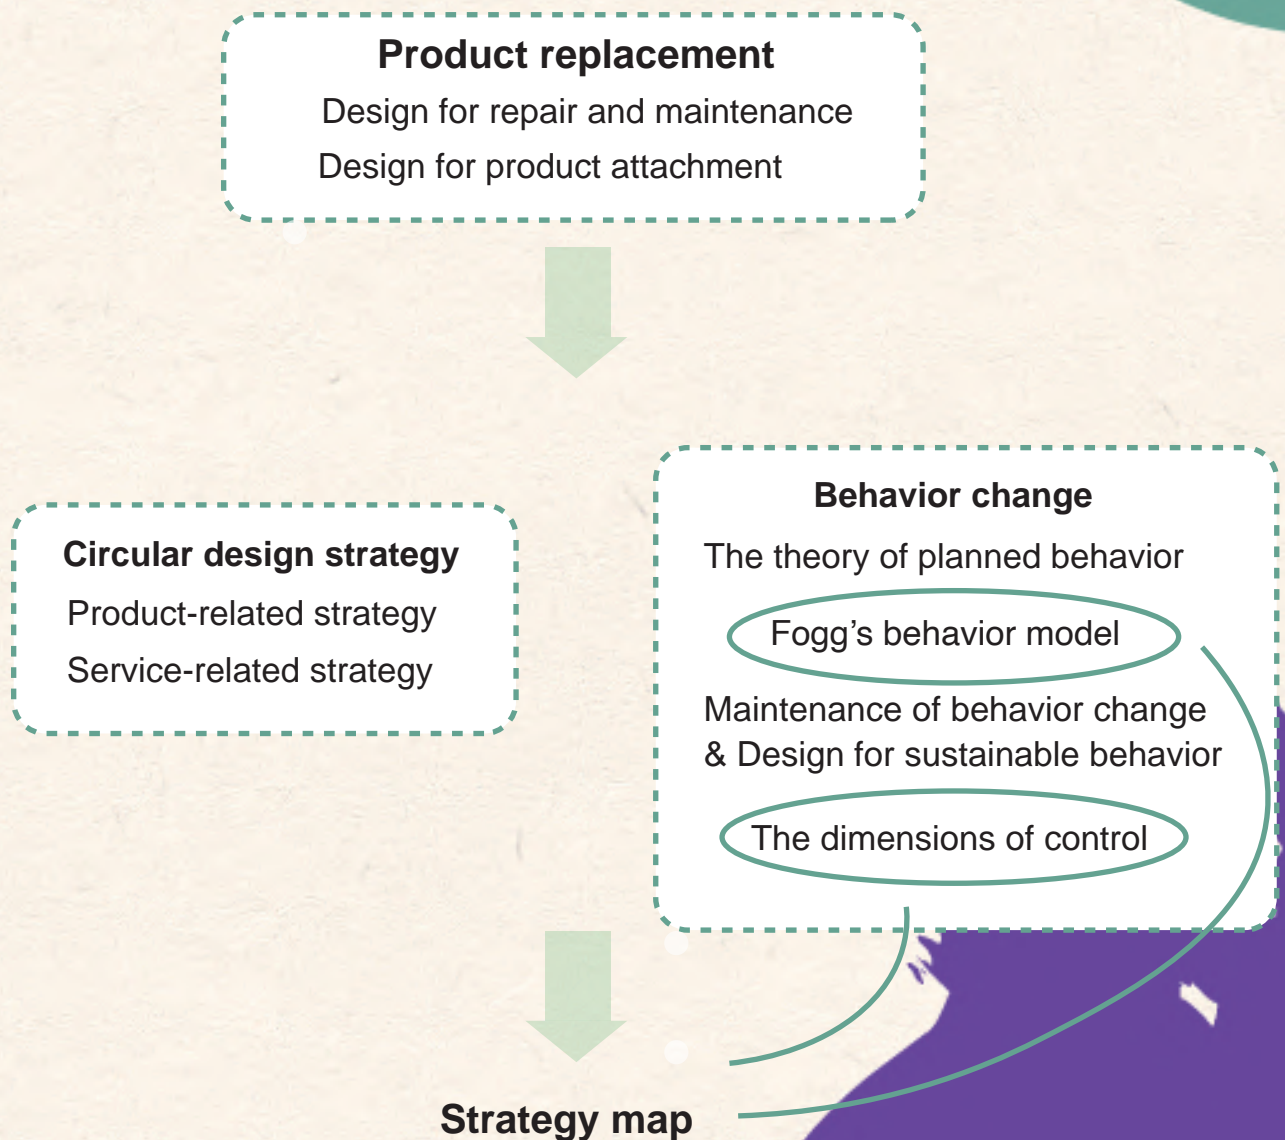 Product replacement
Design for repair and maintenance
Design for product attachment
Circular design strategy
Product-related strategy
Service-related strategy
Behavior change
The theory of planned behavior
Fogg’s behavior model
Maintenance of behavior change
& Design for sustainable behavior
The dimensions of control
Strategy map